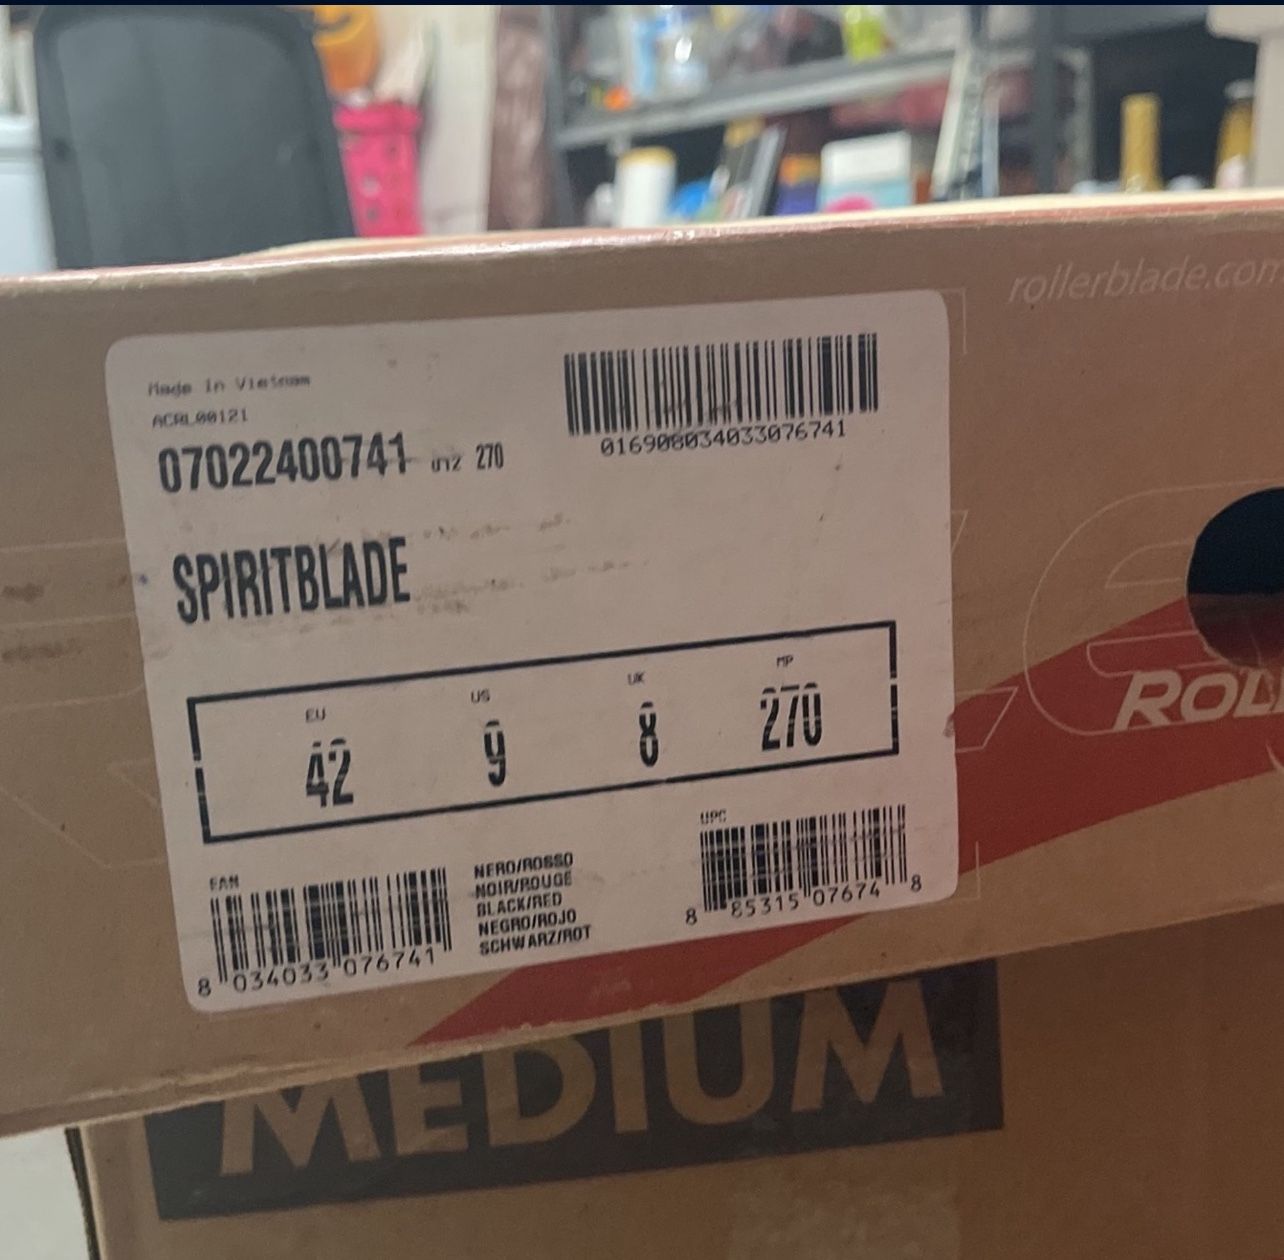 rollerblade.com
Made in Vietnam
ACRL00121
07022400741 U12 270
016908034033076741
SPIRITBLADE
EU US UK MP
42 9 8 270
EAN
8 034033 076741
NERO/ROSSO
NOIR/ROUGE
BLACK/RED
NEGRO/ROJO
SCHWARZ/ROT
UPC
8 85315 07674 8
ROLL
MEDIUM